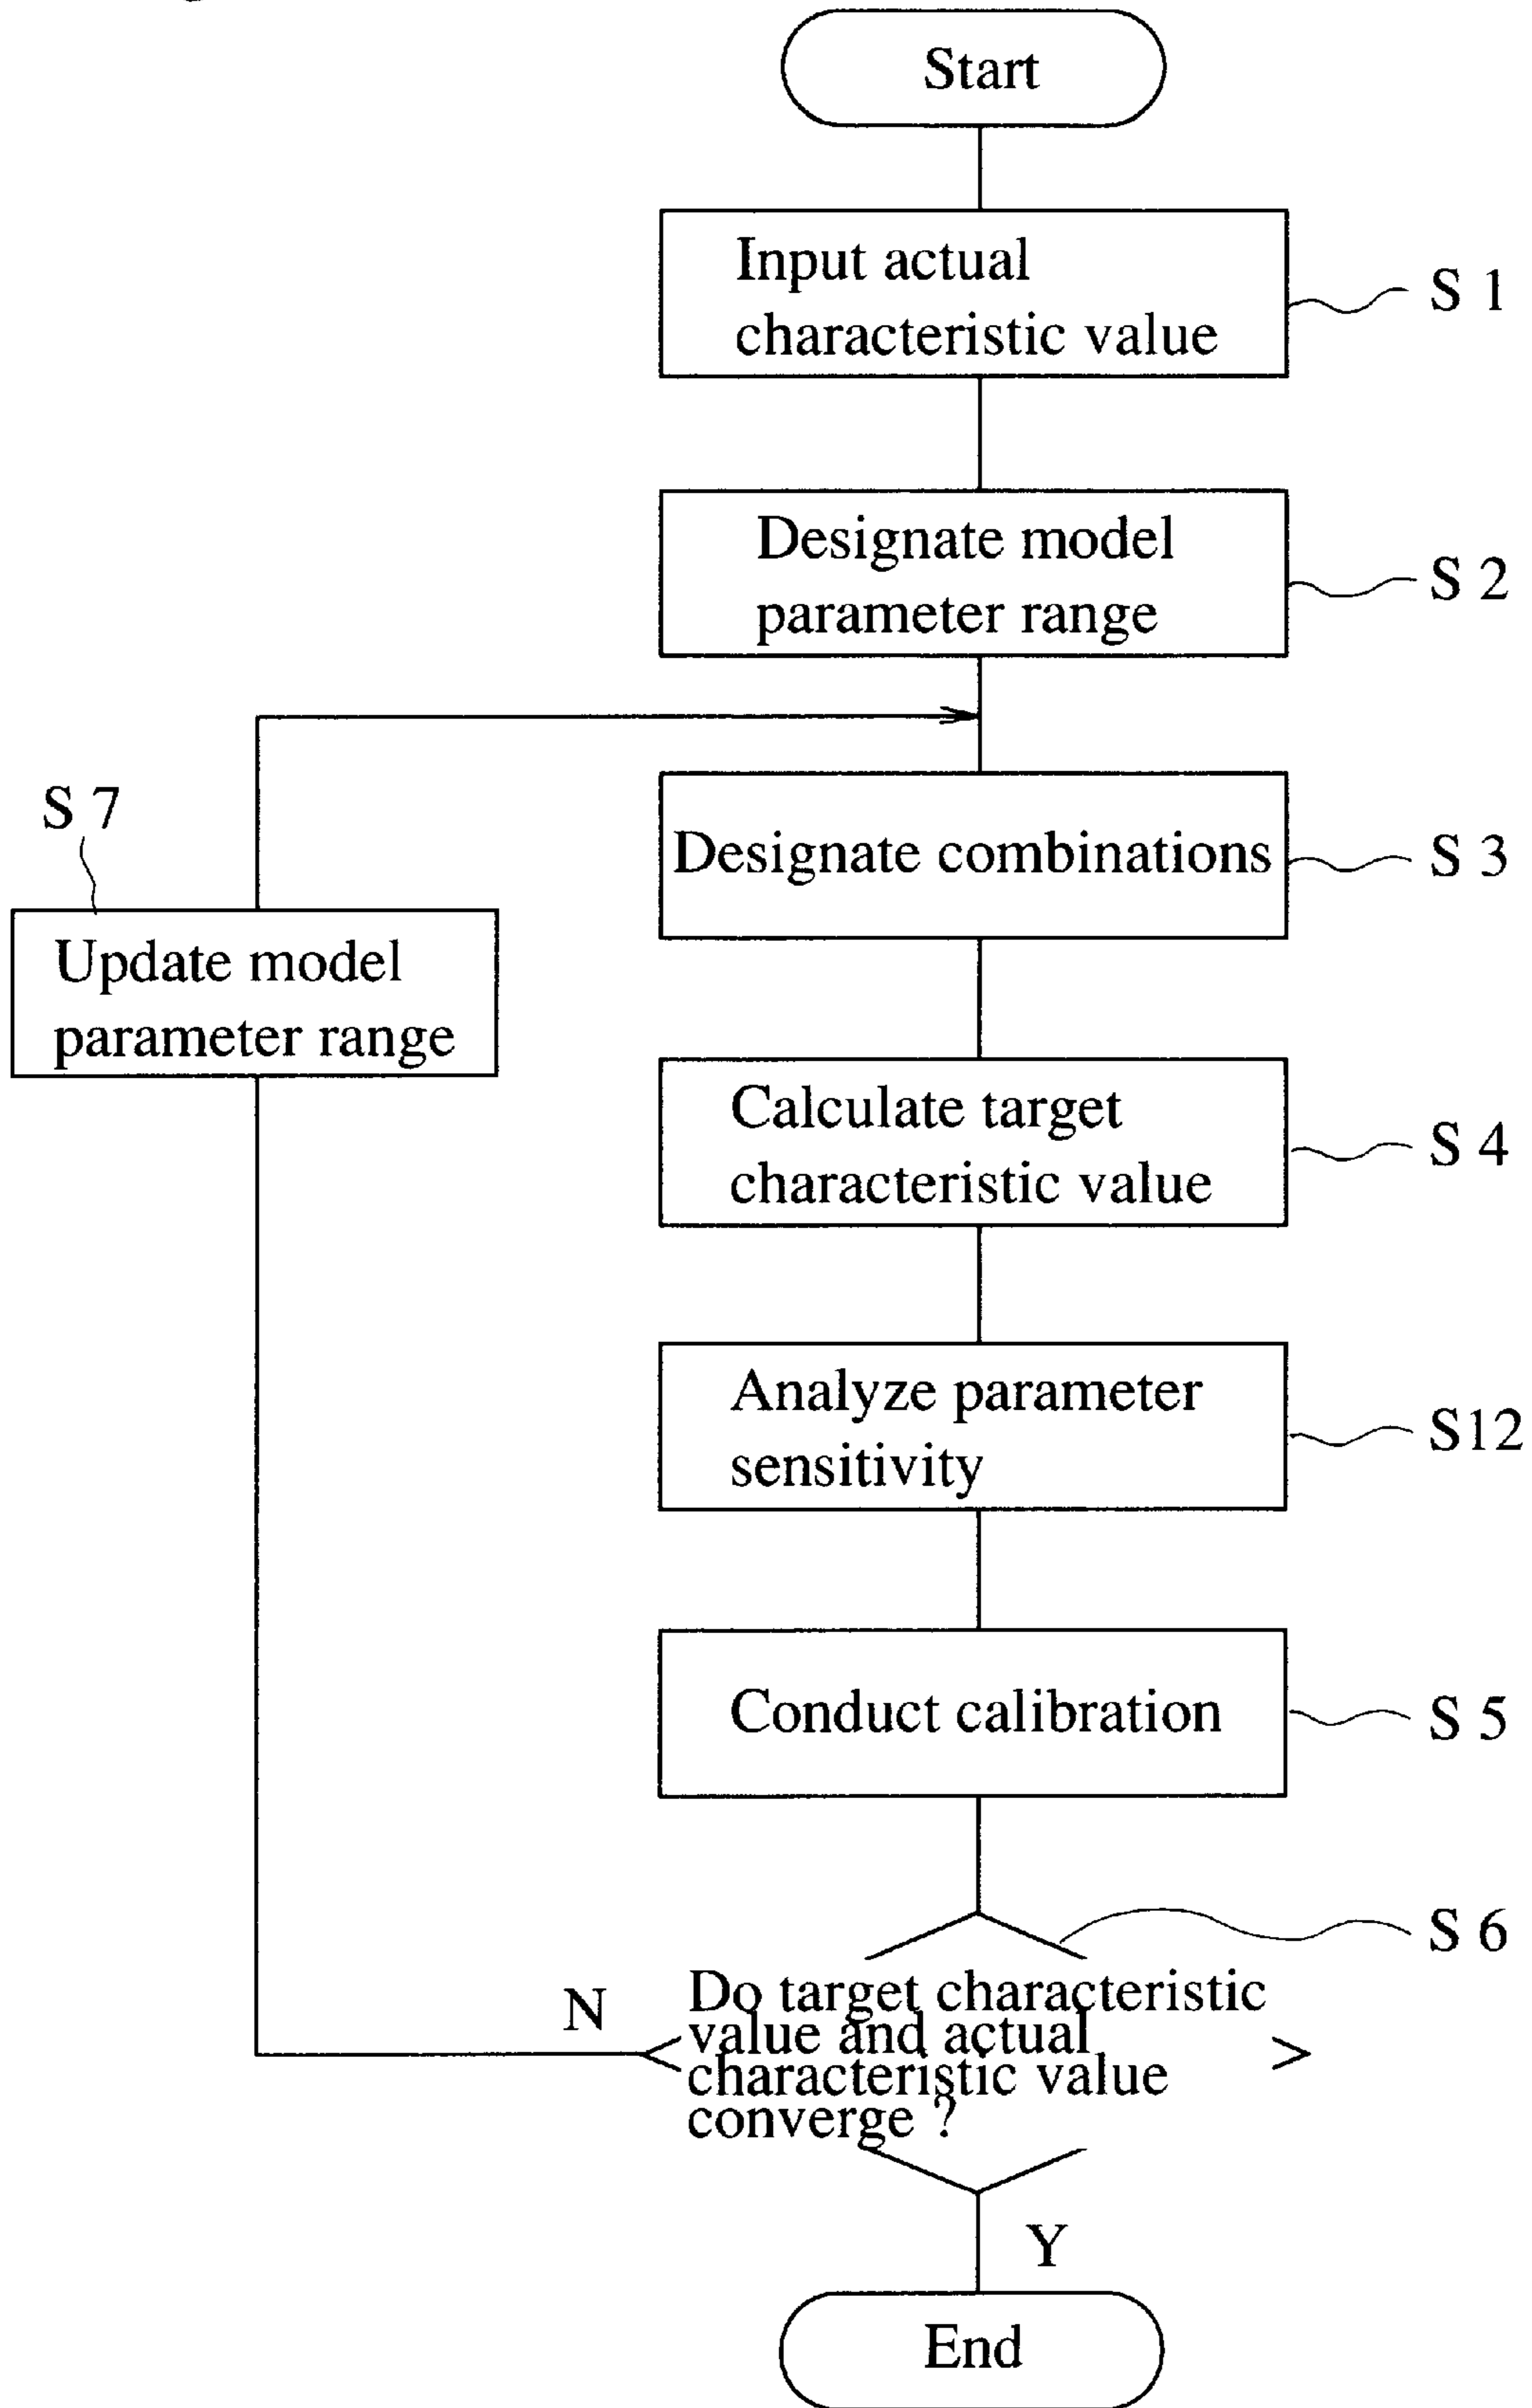 Start
Input actual
characteristic value
S 1
Designate model
parameter range
S 2
Designate combinations
S 3
S 7
Update model
parameter range
Calculate target
characteristic value
S 4
Analyze parameter
sensitivity
S12
Conduct calibration
S 5
S 6
N
Do target characteristic
value and actual
characteristic value
converge ?
Y
End